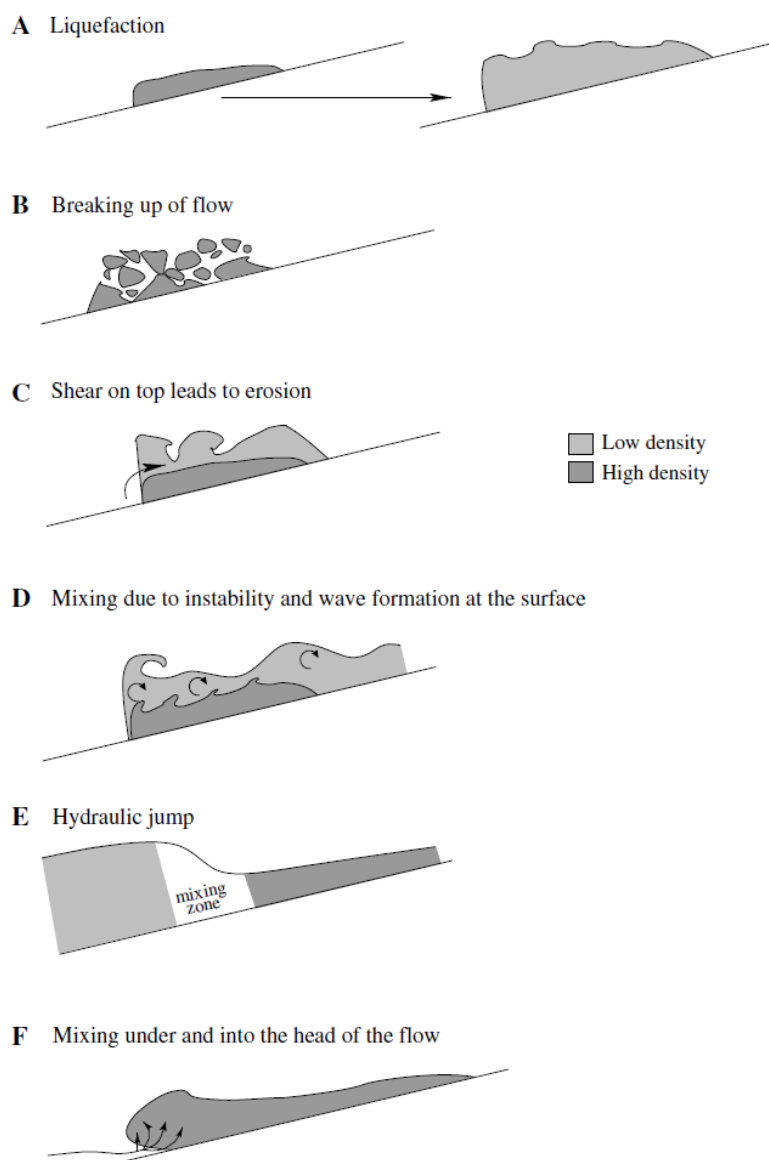 A Liquefaction
B Breaking up of flow
C Shear on top leads to erosion
Low density
High density
D Mixing due to instability and wave formation at the surface
E Hydraulic jump
mixing
zone
F Mixing under and into the head of the flow